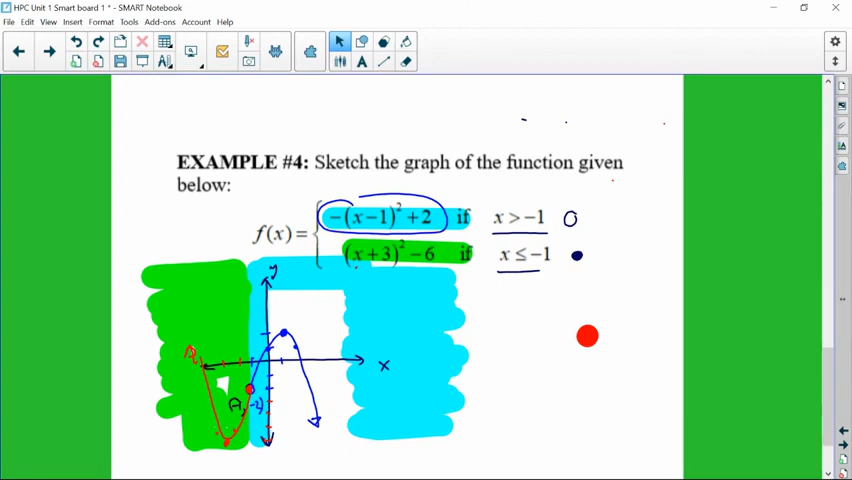 HPC Unit 1 Smart board 1 * - SMART Notebook
File Edit View Insert Format Tools Add-ons Account Help
EXAMPLE #4: Sketch the graph of the function given
below:
f(x) = { -(x-1)² + 2 if x > -1
(x+3)² - 6 if x ≤ -1
y
x